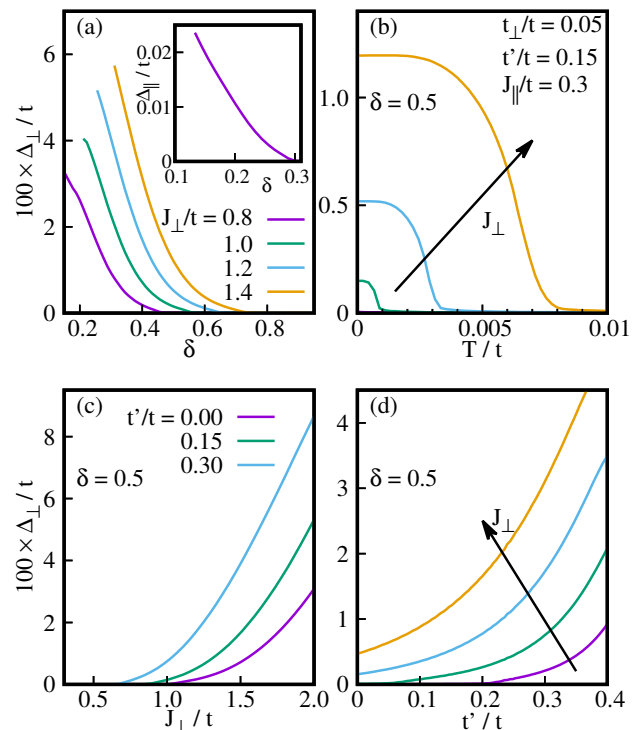 (a)
100 × Δ⊥ / t
6
4
2
0
0.2 0.4 0.6 0.8
δ
J⊥/t = 0.8
1.0
1.2
1.4
Δ∥ / t
0.02
0.01
0
0.1 0.2 0.3
δ
(b)
t⊥/t = 0.05
t'/t = 0.15
J∥/t = 0.3
δ = 0.5
J⊥
1.0
0.5
0
0 0.005 0.01
T / t
(c)
t'/t = 0.00
0.15
0.30
δ = 0.5
100 × Δ⊥ / t
8
6
4
2
0
0.5 1.0 1.5 2.0
J⊥ / t
(d)
δ = 0.5
J⊥
4
3
2
1
0
0 0.1 0.2 0.3 0.4
t' / t